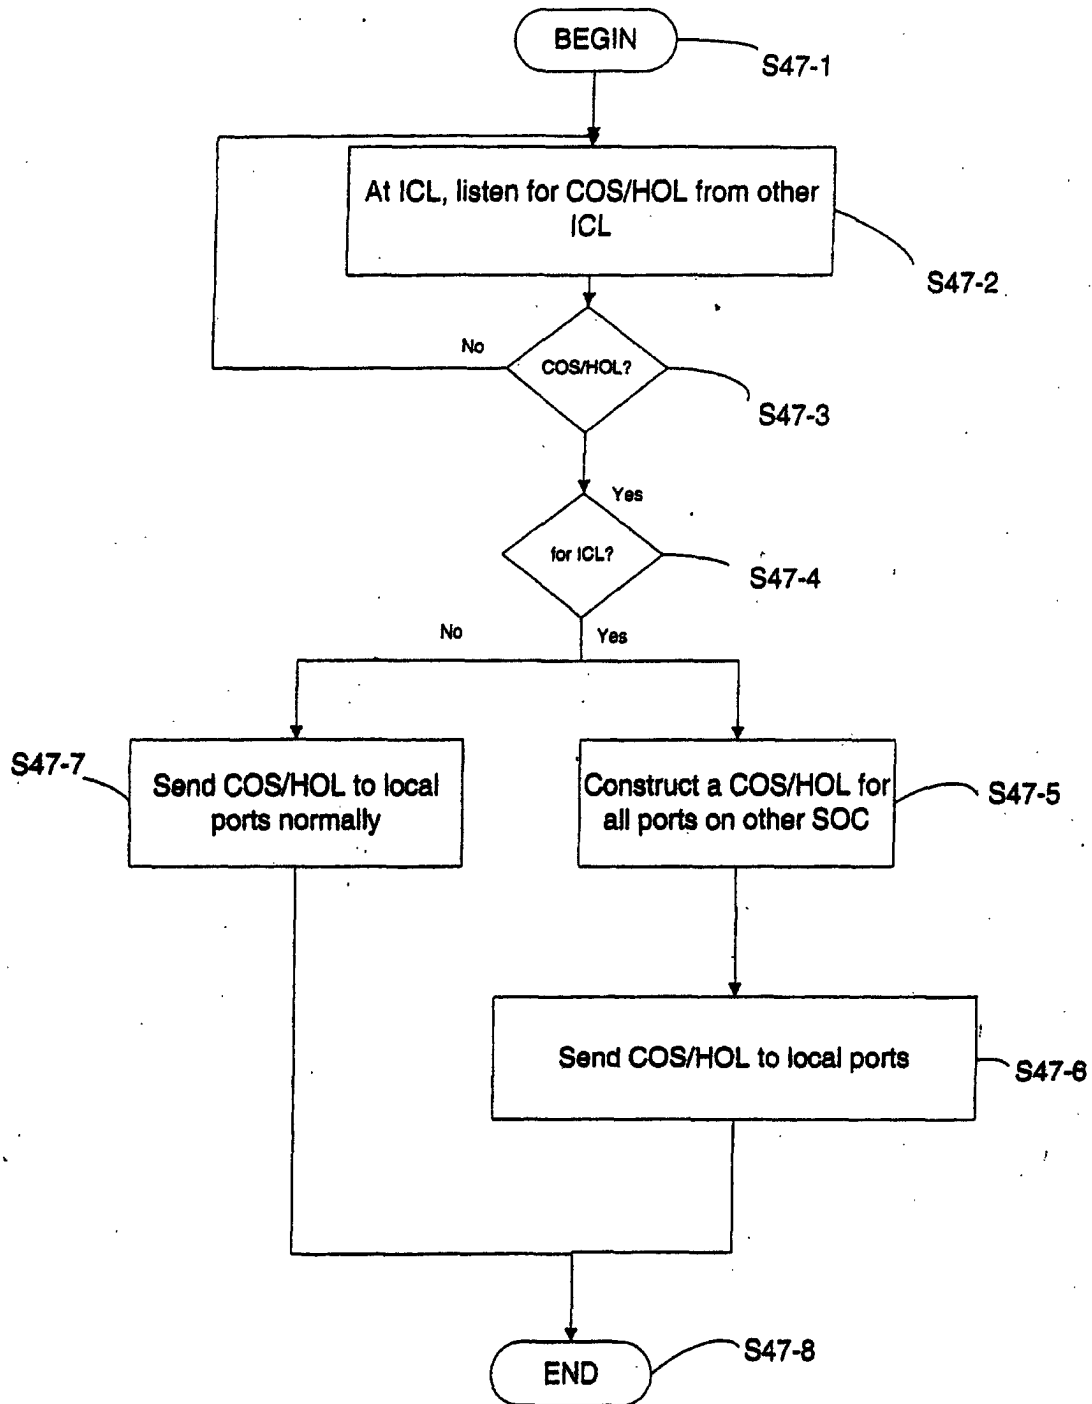 BEGIN
S47-1
At ICL, listen for COS/HOL from other
ICL
S47-2
No
COS/HOL?
S47-3
Yes
for ICL?
S47-4
No
Yes
S47-7
Send COS/HOL to local
ports normally
Construct a COS/HOL for
all ports on other SOC
S47-5
Send COS/HOL to local ports
S47-6
END
S47-8